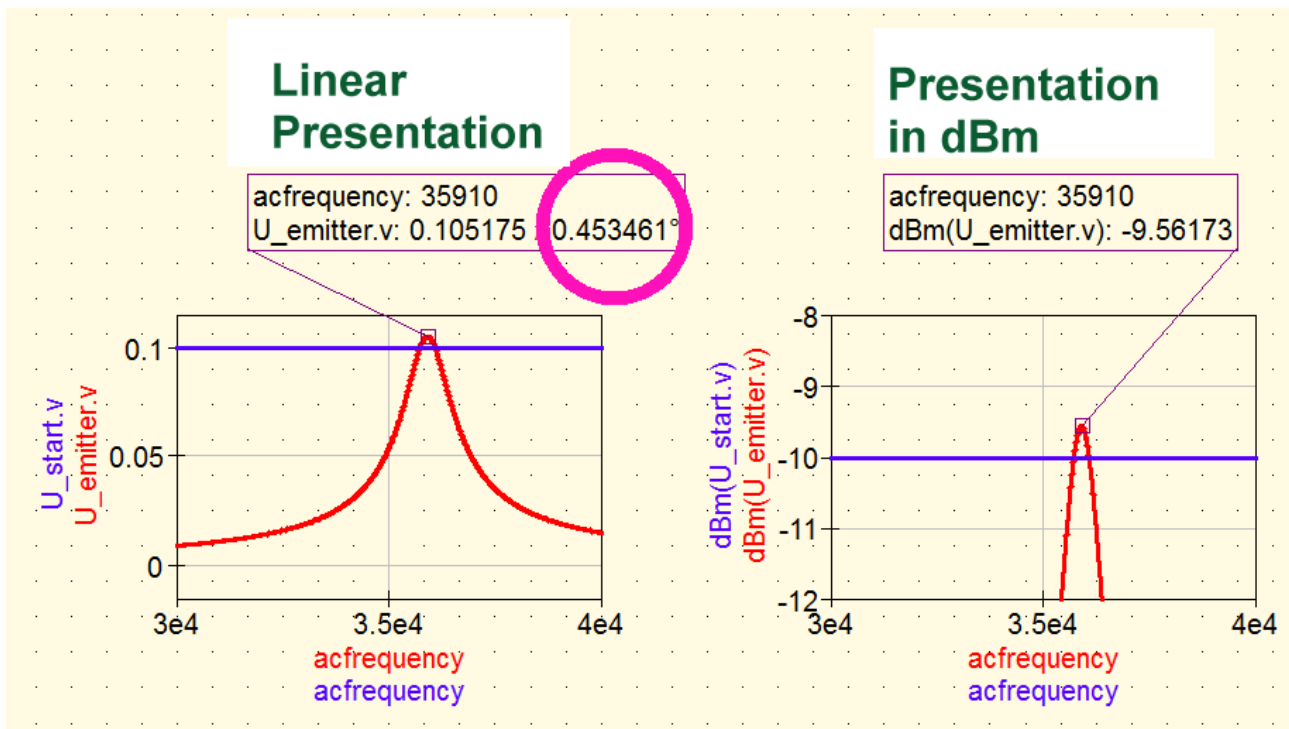 Linear
Presentation
acfrequency: 35910
U_emitter.v: 0.105175 / 0.453461°
0.1
0.05
0
U_start.v
U_emitter.v
3e4
3.5e4
4e4
acfrequency
acfrequency
Presentation
in dBm
acfrequency: 35910
dBm(U_emitter.v): -9.56173
-8
-9
-10
-11
-12
dBm(U_start.v)
dBm(U_emitter.v)
3e4
3.5e4
4e4
acfrequency
acfrequency